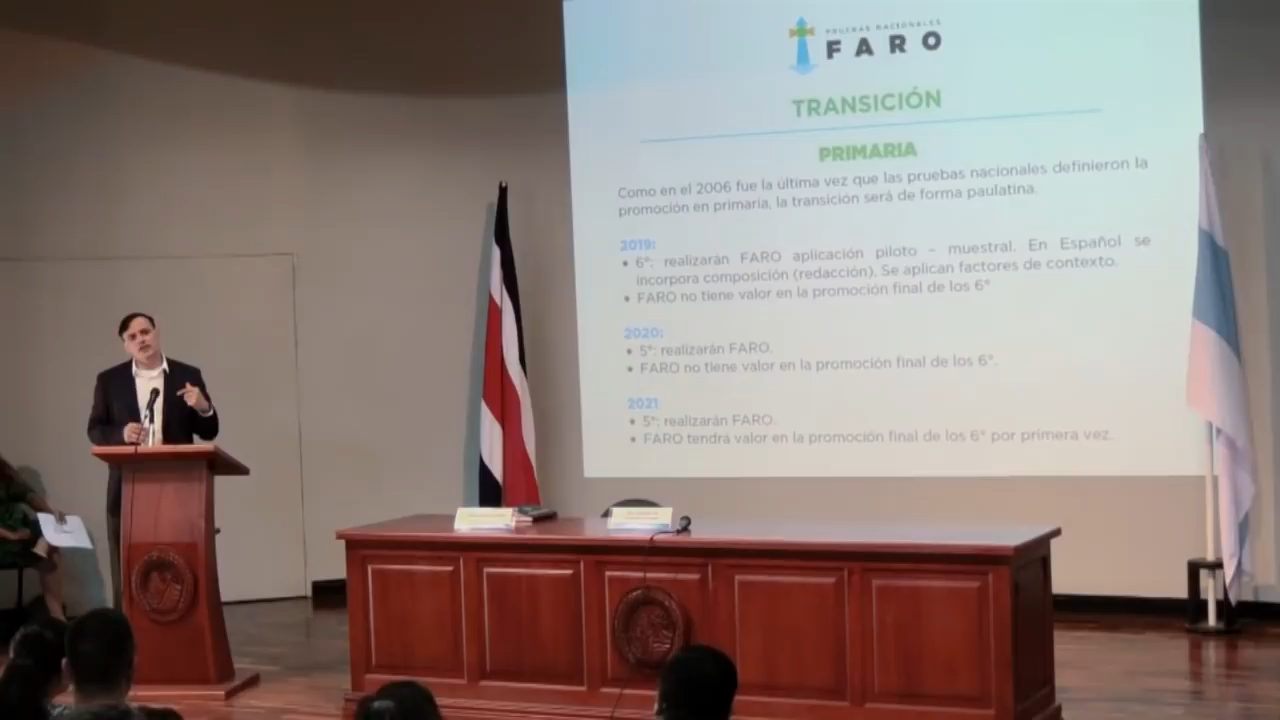 PRUEBAS NACIONALES
FARO
TRANSICIÓN
PRIMARIA
Como en el 2006 fue la última vez que las pruebas nacionales definieron la
promoción en primaria, la transición será de forma paulatina.
2019:
• 6°: realizarán FARO aplicación piloto – muestral. En Español se
incorpora composición (redacción). Se aplican factores de contexto.
• FARO no tiene valor en la promoción final de los 6°
2020:
• 5°: realizarán FARO.
• FARO no tiene valor en la promoción final de los 6°.
2021
• 5°: realizarán FARO.
• FARO tendrá valor en la promoción final de los 6° por primera vez.